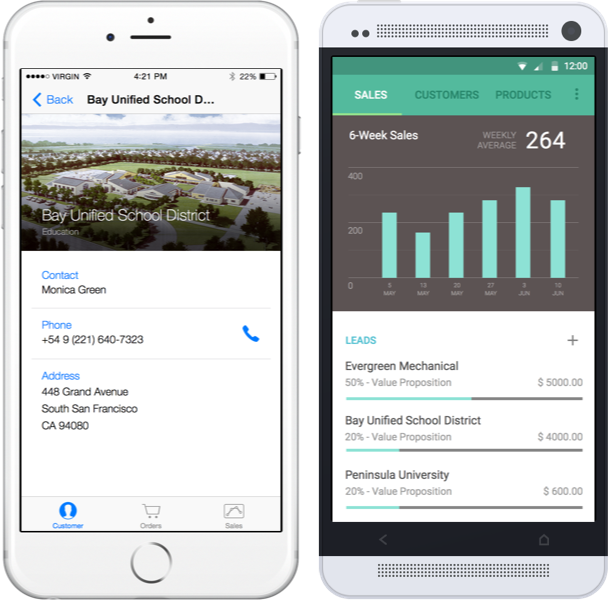 VIRGIN 4:21 PM 22%
Back Bay Unified School D...
Bay Unified School District
Education
Contact
Monica Green
Phone
+54 9 (221) 640-7323
Address
448 Grand Avenue
South San Francisco
CA 94080
Customer Orders Sales
12:00
SALES CUSTOMERS PRODUCTS
6-Week Sales WEEKLY AVERAGE 264
400
200
0
5 MAY 13 MAY 20 MAY 27 MAY 3 JUN 10 JUN
LEADS +
Evergreen Mechanical
50% - Value Proposition $ 5000.00
Bay Unified School District
20% - Value Proposition $ 4000.00
Peninsula University
20% - Value Proposition $ 600.00